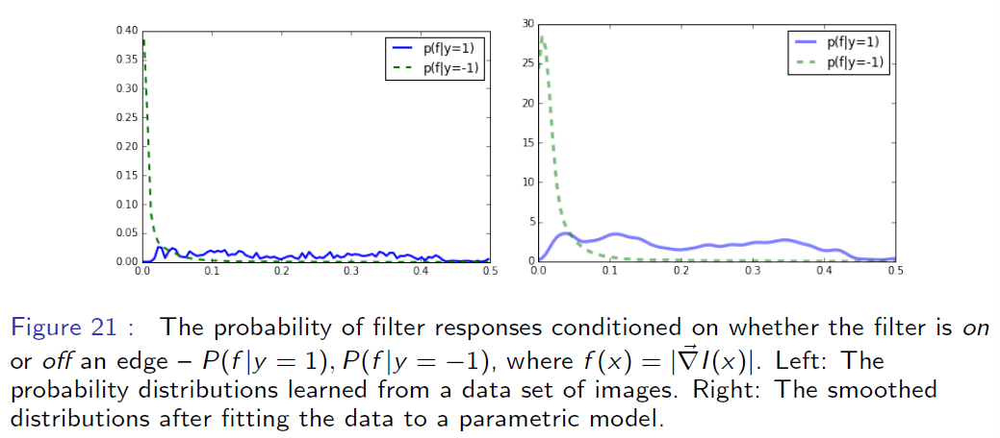 0.40
0.35
0.30
0.25
0.20
0.15
0.10
0.05
0.00
0.0 0.1 0.2 0.3 0.4 0.5
p(f|y=1)
p(f|y=-1)
30
25
20
15
10
5
0
0.0 0.1 0.2 0.3 0.4 0.5
p(f|y=1)
p(f|y=-1)
Figure 21 : The probability of filter responses conditioned on whether the filter is on
or off an edge – P(f|y = 1), P(f|y = −1), where f(x) = |∇⃗I(x)|. Left: The
probability distributions learned from a data set of images. Right: The smoothed
distributions after fitting the data to a parametric model.